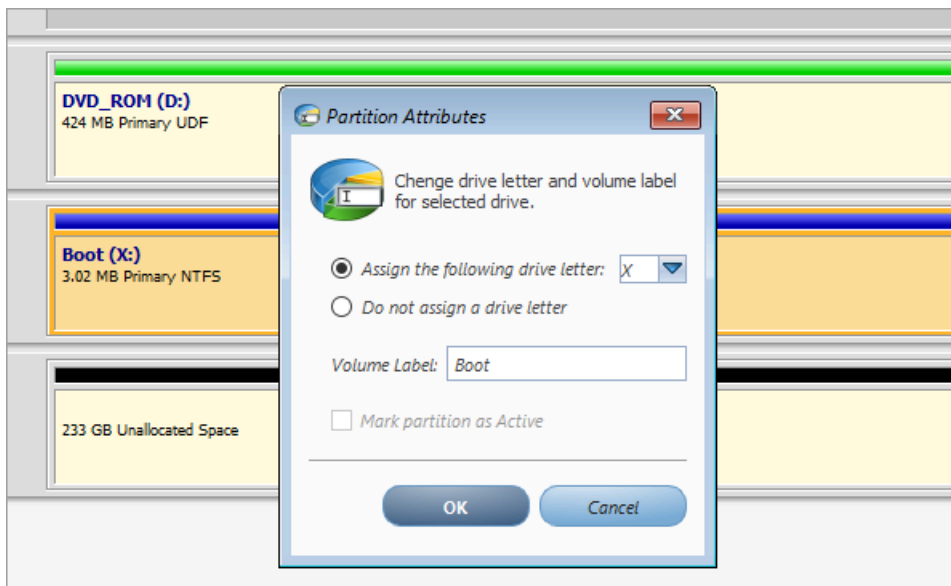 DVD_ROM (D:)
424 MB Primary UDF
Boot (X:)
3.02 MB Primary NTFS
233 GB Unallocated Space
Partition Attributes
Chenge drive letter and volume label
for selected drive.
Assign the following drive letter: X
Do not assign a drive letter
Volume Label: Boot
Mark partition as Active
OK Cancel